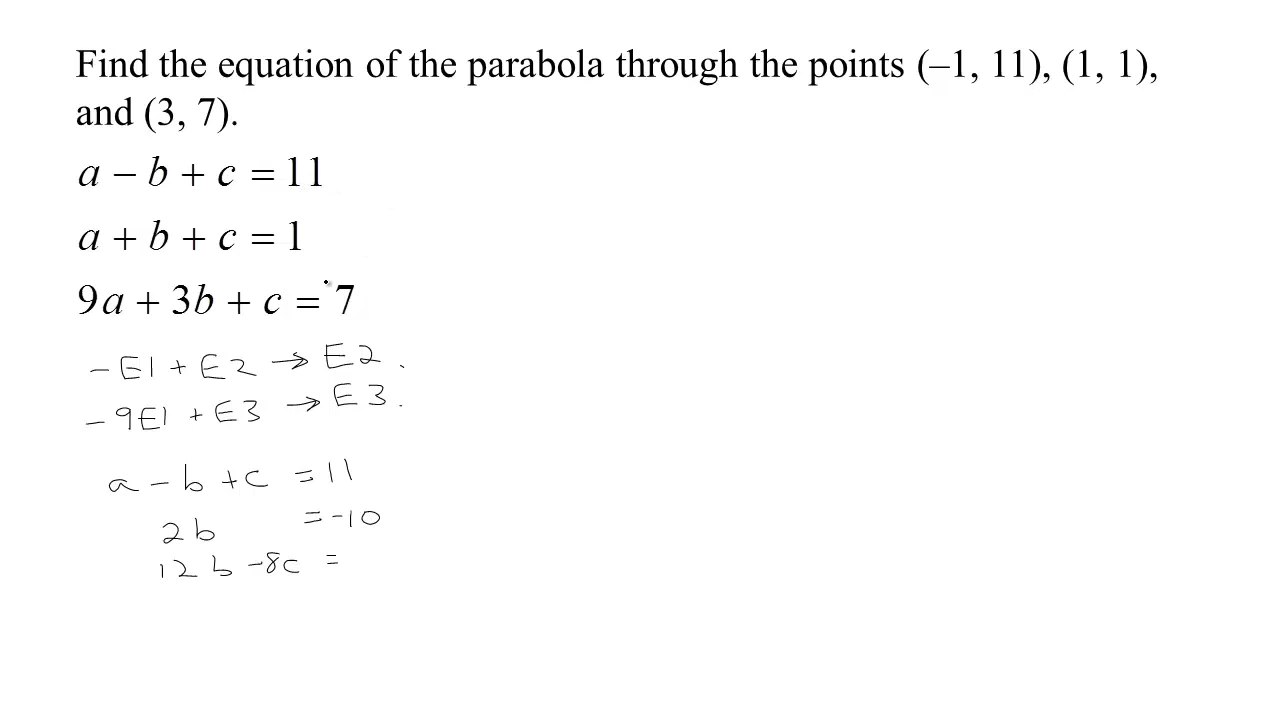 Find the equation of the parabola through the points (–1, 11), (1, 1),
and (3, 7).
a − b + c = 11
a + b + c = 1
9a + 3b + c = 7
− E1 + E2 → E2 .
− 9E1 + E3 → E3 .
a − b + c = 11
2b = -10
12b − 8c =